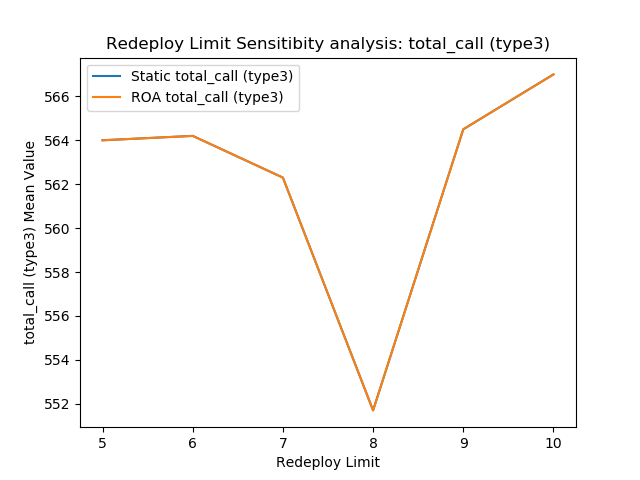 Redeploy Limit Sensitibity analysis: total_call (type3)
Static total_call (type3)
ROA total_call (type3)
total_call (type3) Mean Value
566
564
562
560
558
556
554
552
5 6 7 8 9 10
Redeploy Limit